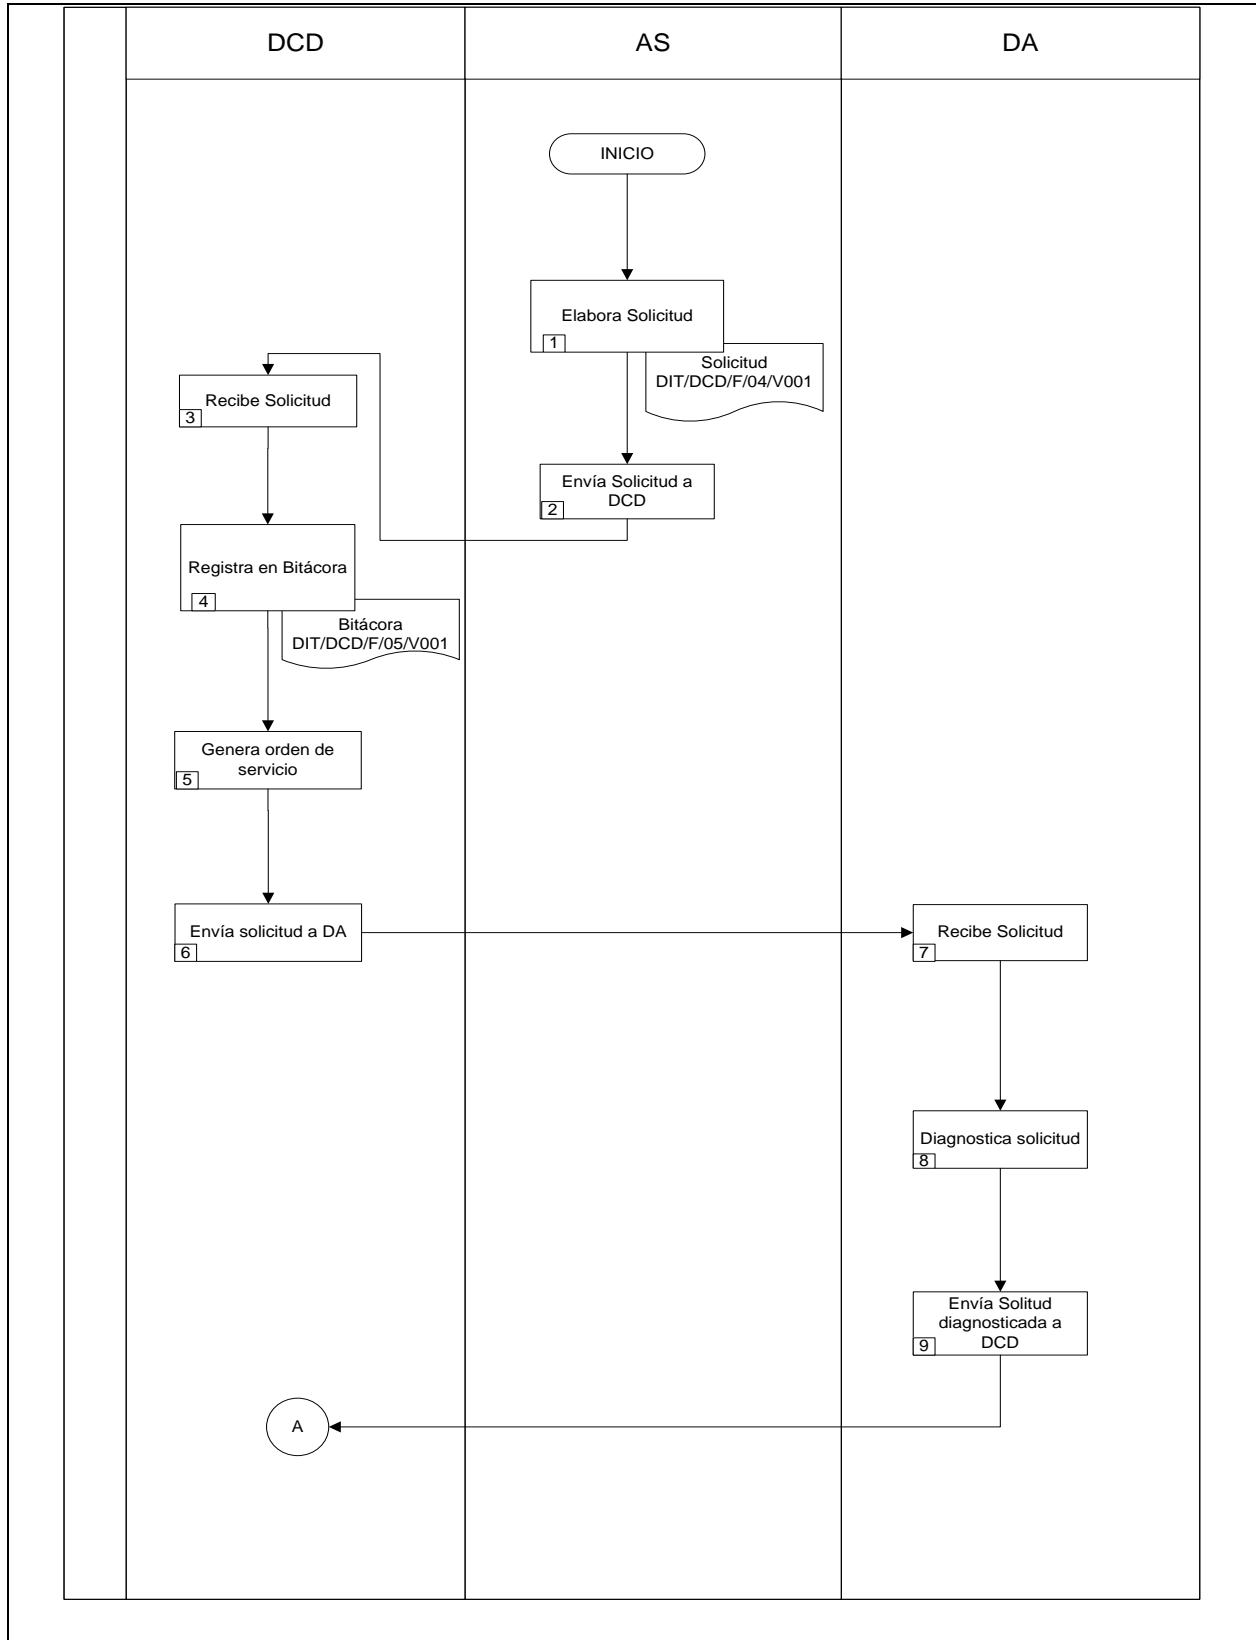 DCD
AS
DA
INICIO
Elabora Solicitud
1
Solicitud
DIT/DCD/F/04/V001
Envía Solicitud a
DCD
2
Recibe Solicitud
3
Registra en Bitácora
4
Bitácora
DIT/DCD/F/05/V001
Genera orden de
servicio
5
Envía solicitud a DA
6
Recibe Solicitud
7
Diagnostica solicitud
8
Envía Solitud
diagnosticada a
DCD
9
A